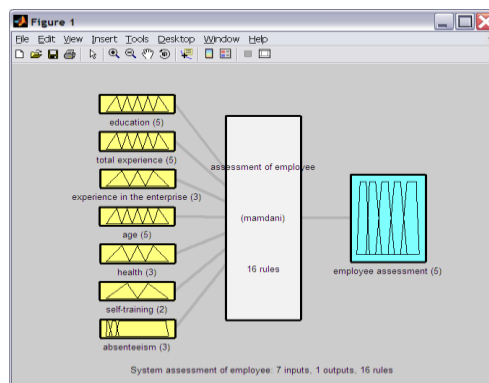 Figure 1
File Edit View Insert Tools Desktop Window Help
education (5)
total experience (5)
experience in the enterprise (3)
age (5)
health (3)
self-training (2)
absenteeism (3)
assessment of employee
(mamdani)
16 rules
employee assessment (5)
System assessment of employee: 7 inputs, 1 outputs, 16 rules